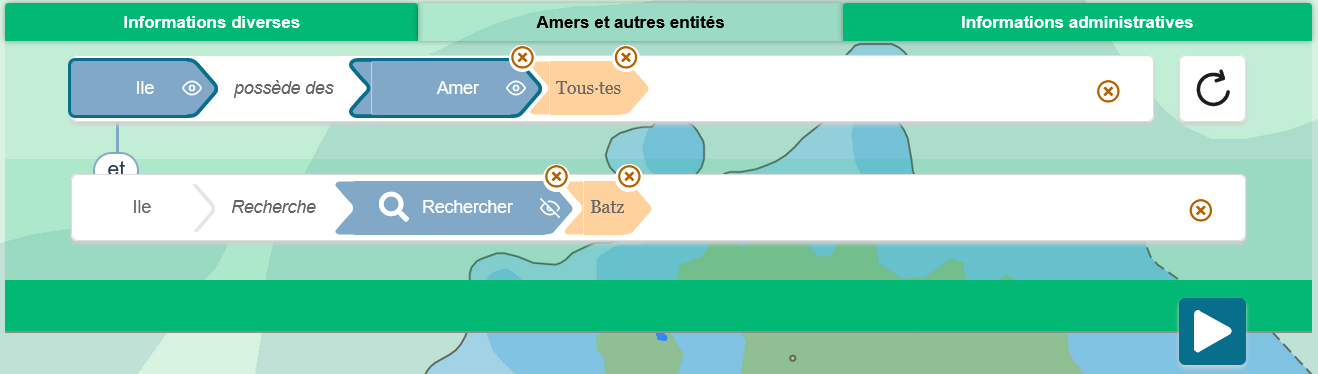 Informations diverses
Amers et autres entités
Informations administratives
Ile possède des Amer Tous·tes
et
Ile Recherche Rechercher Batz